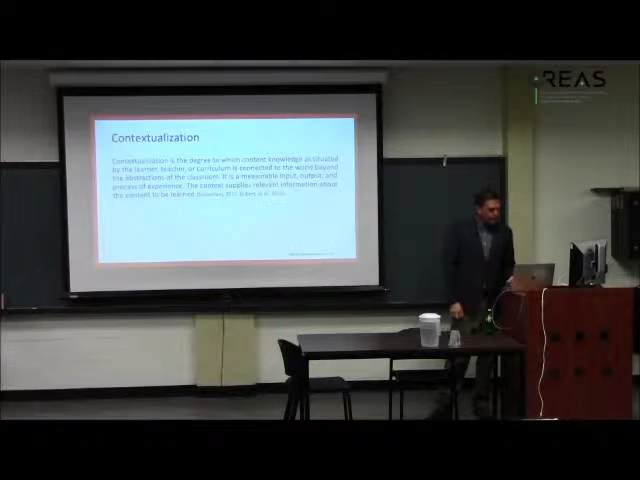 REAS
Contextualization
Contextualization is the degree to which content knowledge as situated
by the learner, teacher, or curriculum is connected to the world beyond
the abstractions of the classroom. It is a measurable input, output, and
process of experience. The context supplies relevant information about
the content to be learned